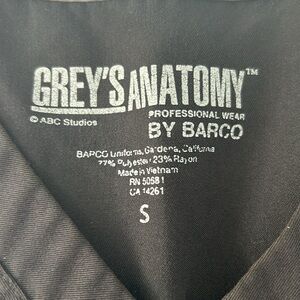 GREY'S ANATOMY™
PROFESSIONAL WEAR
© ABC Studios
BY BARCO
BARCO Uniforms, Gardena, California
77% Polyester 23% Rayon
Made in Vietnam
RN 50581
CA 14261
S